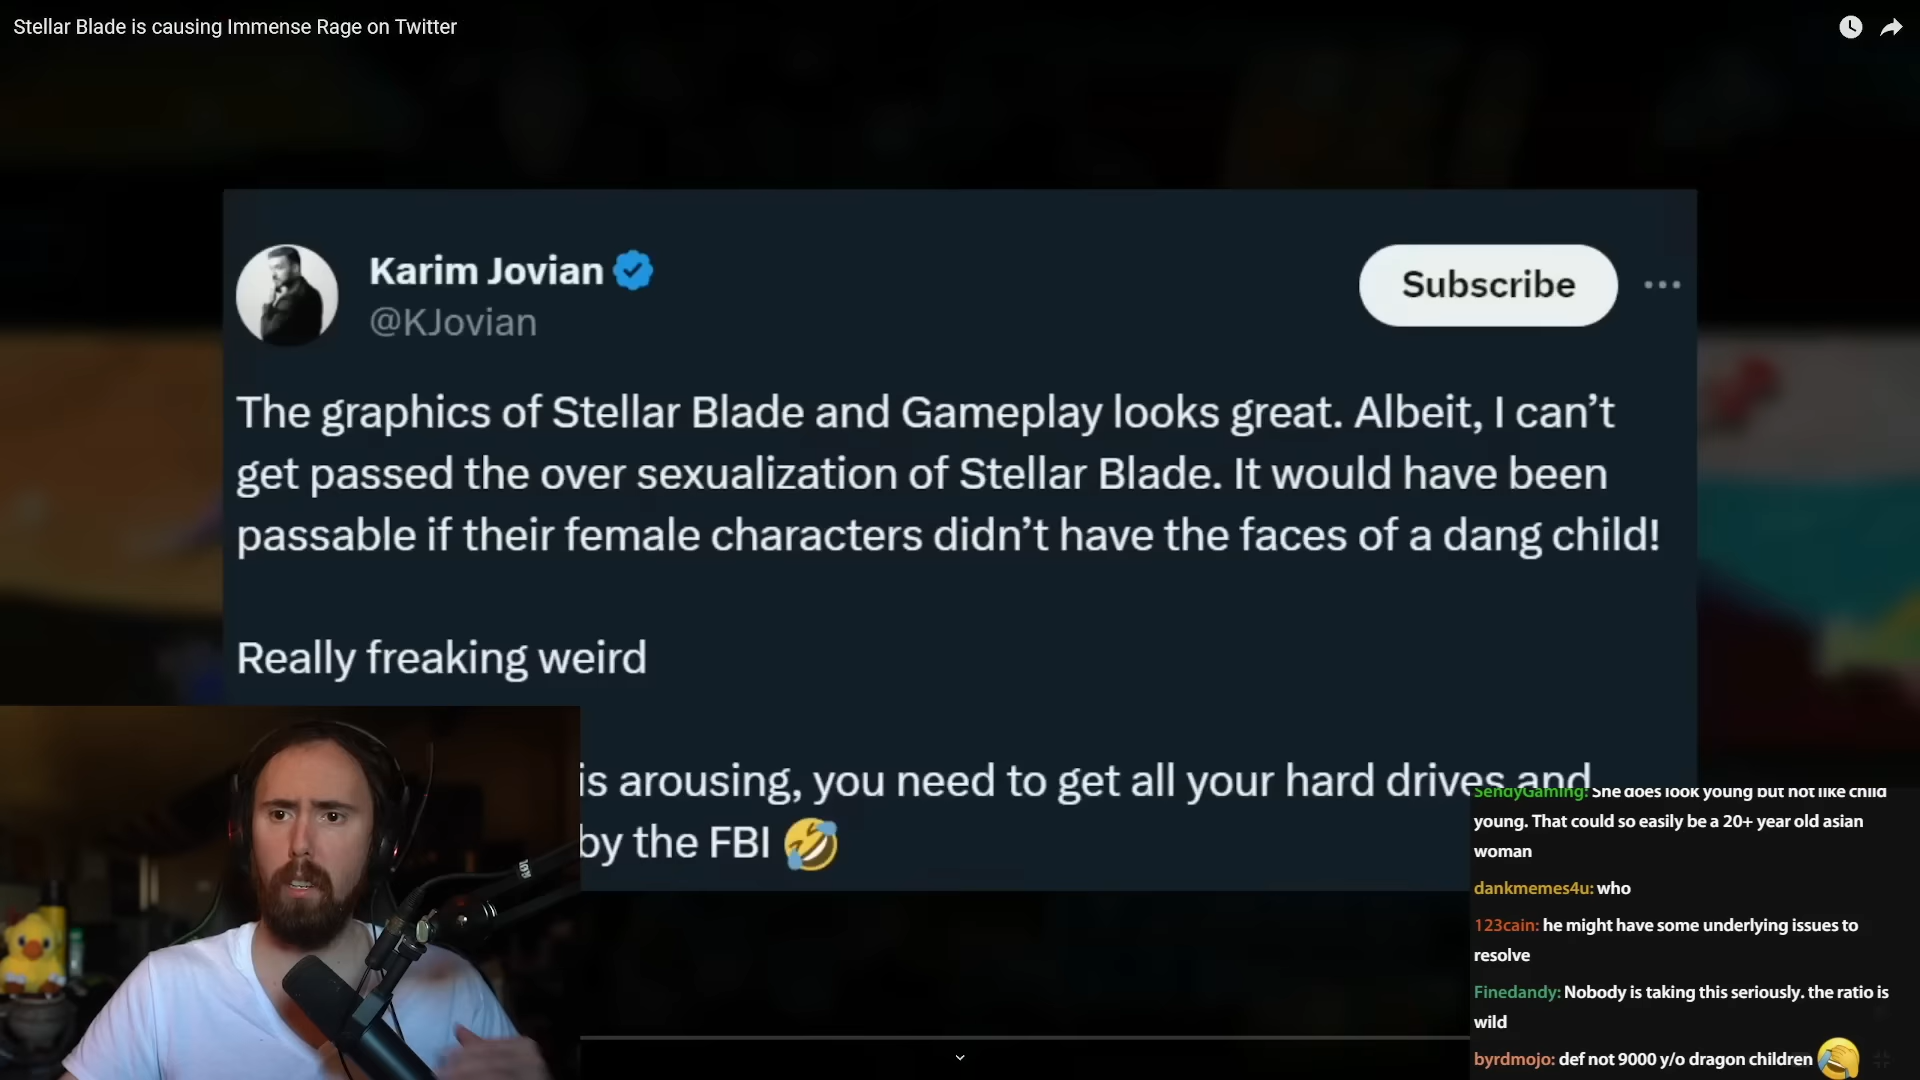 Stellar Blade is causing Immense Rage on Twitter
Karim Jovian
@KJovian
Subscribe
The graphics of Stellar Blade and Gameplay looks great. Albeit, I can’t
get passed the over sexualization of Stellar Blade. It would have been
passable if their female characters didn’t have the faces of a dang child!
Really freaking weird
is arousing, you need to get all your hard drives and
by the FBI 🤣
SendyGaming: She does look young but not like child
young. That could so easily be a 20+ year old asian
woman
dankmemes4u: who
123cain: he might have some underlying issues to
resolve
Finedandy: Nobody is taking this seriously. the ratio is
wild
byrdmojo: def not 9000 y/o dragon children